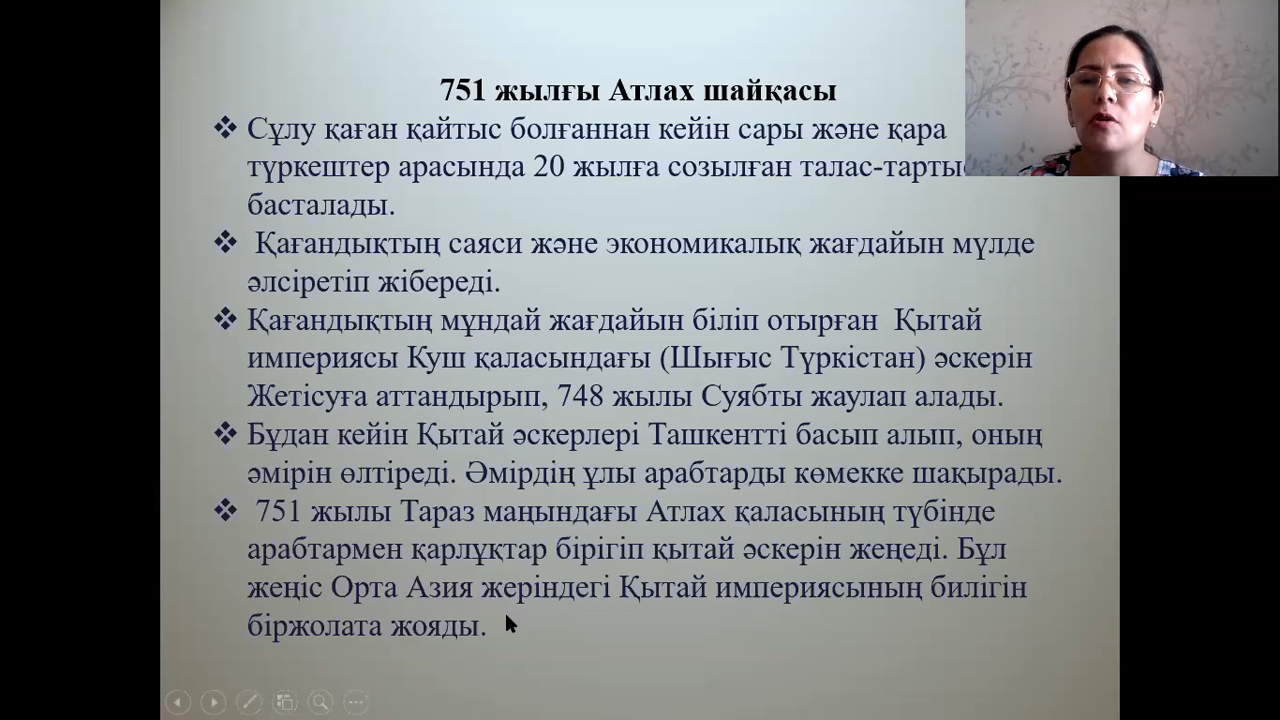 751 жылғы Атлах шайқасы
❖ Сұлу қаған қайтыс болғаннан кейін сары және қара
түркештер арасында 20 жылға созылған
басталады.
❖ Қағандықтың саяси және экономикалық жағдайын мүлде
әлсіретіп жібереді.
❖ Қағандықтың мұндай жағдайын біліп отырған Қытай
империясы Куш қаласындағы (Шығыс Түркістан) әскерін
Жетісуға аттандырып, 748 жылы Суябты жаулап алады.
❖ Бұдан кейін Қытай әскерлері Ташкентті басып алып, оның
әмірін өлтіреді. Әмірдің ұлы арабтарды көмекке шақырады.
❖ 751 жылы Тараз маңындағы Атлах қаласының түбінде
арабтармен қарлұқтар бірігіп қытай әскерін жеңеді. Бұл
жеңіс Орта Азия жеріндегі Қытай империясының билігін
біржолата жояды.